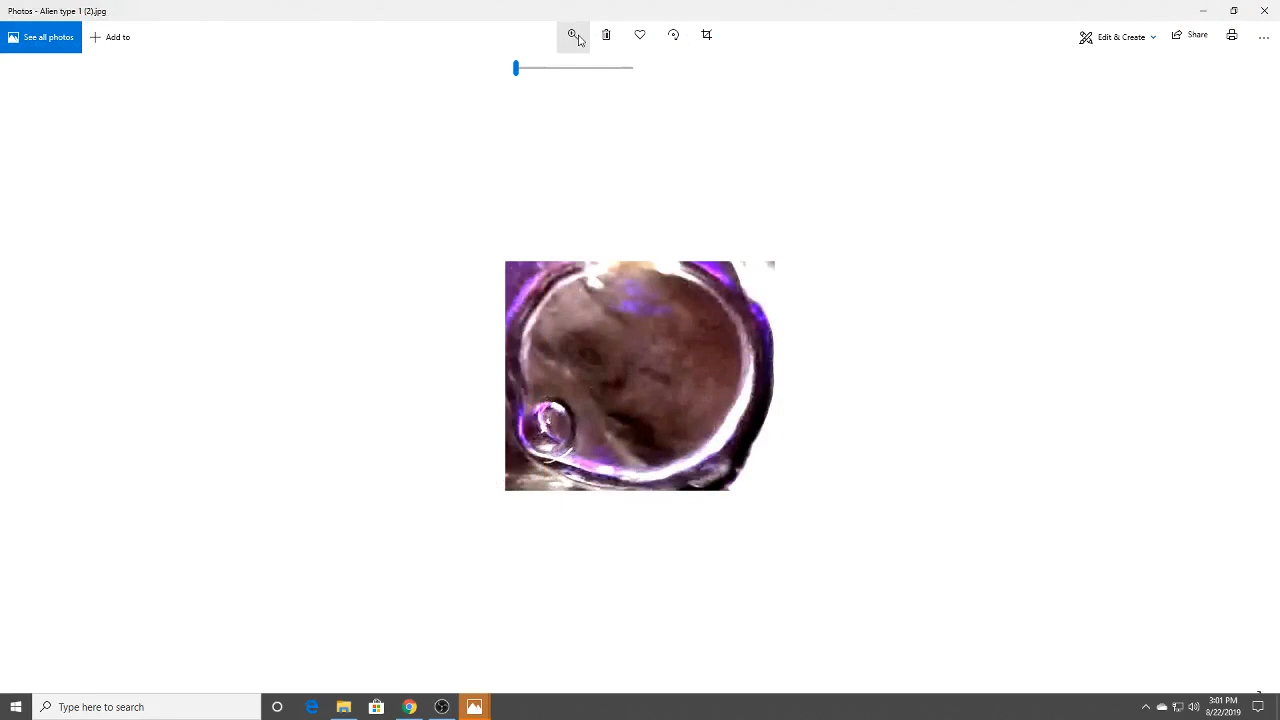 Photos - Alien type 1 (2).jpg
See all photos
Add to
Edit & Create
Share
Type here to search
3:01 PM
8/22/2019